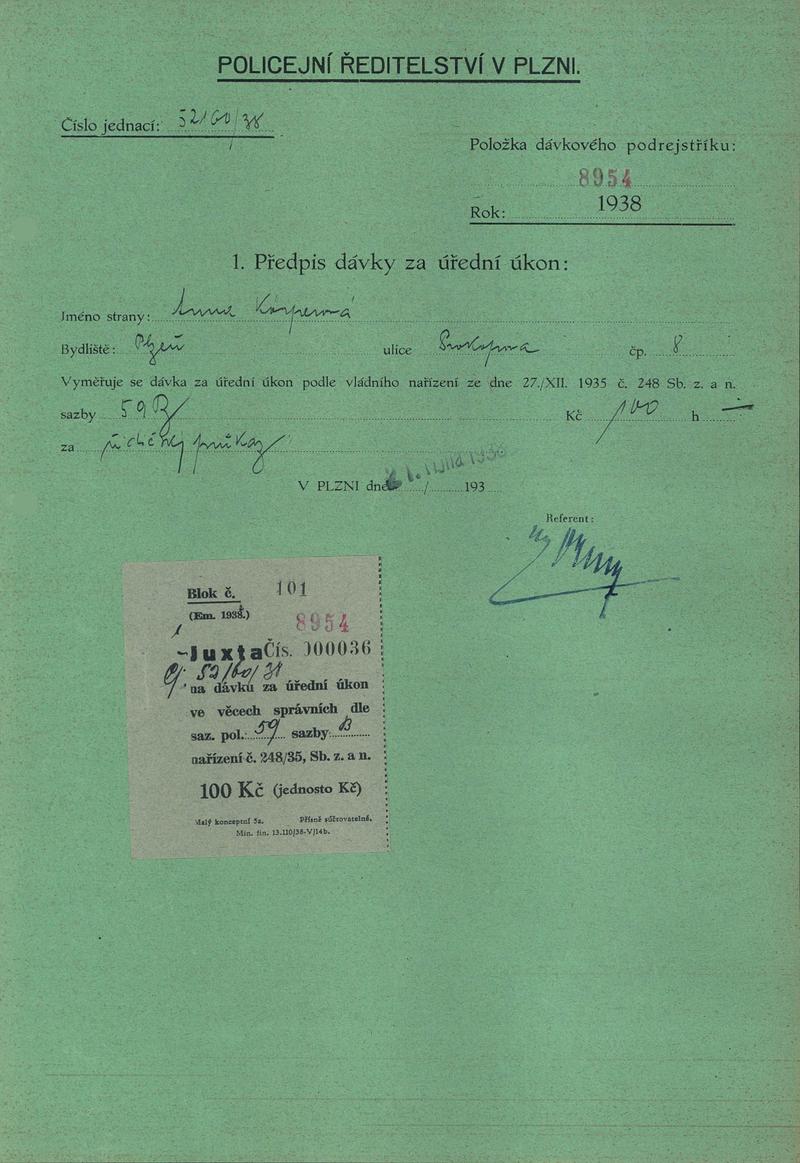 POLICEJNÍ ŘEDITELSTVÍ V PLZNI.
Číslo jednací: 52160/38
Položka dávkového podrejstříku:
8954
Rok: 1938
1. Předpis dávky za úřední úkon:
Jméno strany: Anna
Bydliště: Plzeň ulice Prokopova čp. 8
Vyměřuje se dávka za úřední úkon podle vládního nařízení ze dne 27./XII. 1935 č. 248 Sb. z. a n.
sazby 59 B Kč 100 h —
za průkaz
V PLZNI dne 193
Referent:
Blok č. 101
(Em. 1938.)
8954
Juxta Čís. 000036
na dávku za úřední úkon
ve věcech správních dle
saz. pol.: 59 sazby: B
nařízení č. 248/35, Sb. z. a n.
100 Kč (jednosto Kč)
Malý konceptní 5a. Přísně súčtovatelné.
Min. fin. 13.110/38-V/14b.